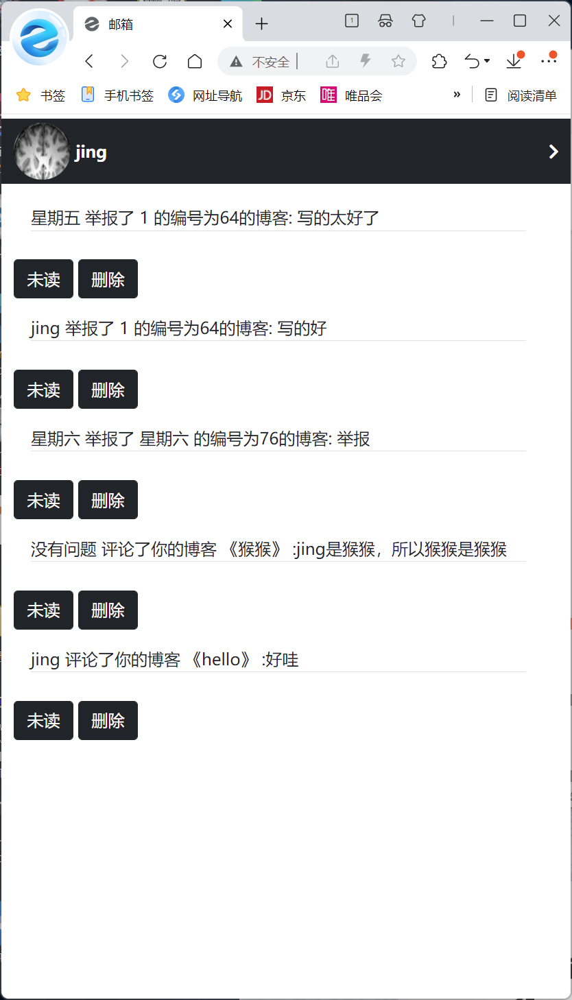 邮箱
1
不安全
书签 手机书签 网址导航 JD 京东 唯 唯品会 » 阅读清单
jing
星期五 举报了 1 的编号为64的博客: 写的太好了
未读 删除
jing 举报了 1 的编号为64的博客: 写的好
未读 删除
星期六 举报了 星期六 的编号为76的博客: 举报
未读 删除
没有问题 评论了你的博客 《猴猴》 :jing是猴猴，所以猴猴是猴猴
未读 删除
jing 评论了你的博客 《hello》 :好哇
未读 删除